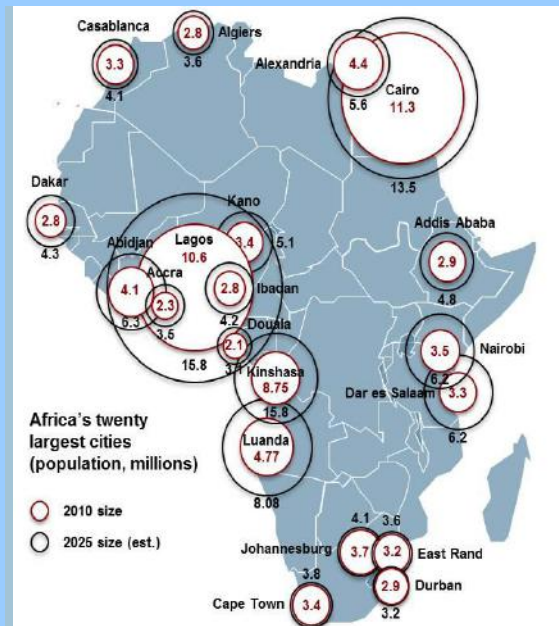 Casablanca
3.3
4.1
2.8
Algiers
3.6
Alexandria
4.4
5.6
Cairo
11.3
13.5
Dakar
2.8
4.3
Kano
3.4
5.1
Lagos
10.6
15.8
Abidjan
4.1
6.3
Accra
2.3
3.5
2.8
Ibadan
4.2
Douala
2.1
3.1
Addis Ababa
2.9
4.8
3.5
Nairobi
6.2
Dar es Salaam
3.3
6.2
Kinshasa
8.75
15.8
Luanda
4.77
8.08
Africa's twenty
largest cities
(population, millions)
2010 size
2025 size (est.)
4.1
3.6
Johannesburg
3.7
3.2
East Rand
3.8
2.9
Durban
3.2
Cape Town
3.4